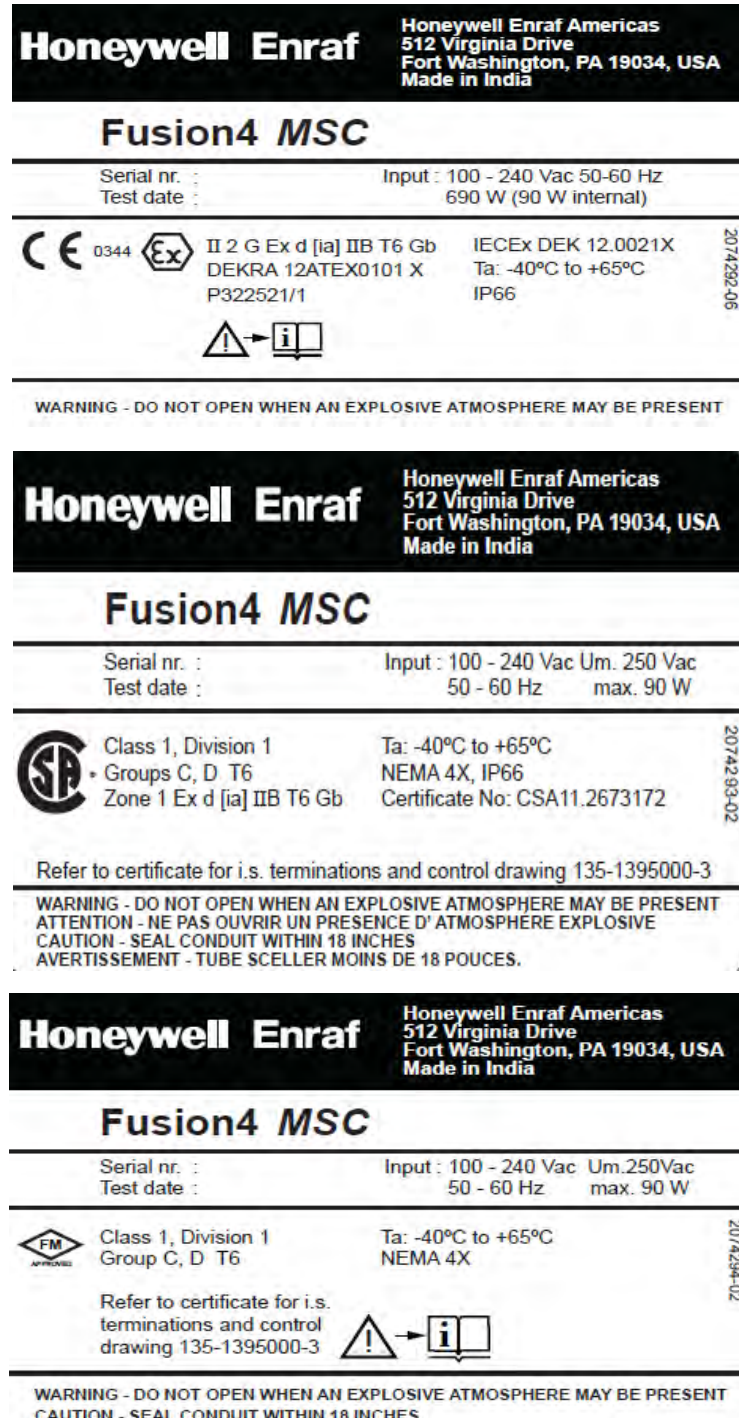 Honeywell Enraf
Honeywell Enraf Americas
512 Virginia Drive
Fort Washington, PA 19034, USA
Made in India
Fusion4 MSC
Serial nr. :
Test date :
Input : 100 - 240 Vac 50-60 Hz
690 W (90 W internal)
CE 0344 Ex
II 2 G Ex d [ia] IIB T6 Gb
DEKRA 12ATEX0101 X
P322521/1
IECEx DEK 12.0021X
Ta: -40ºC to +65ºC
IP66
2074292-06
i
WARNING - DO NOT OPEN WHEN AN EXPLOSIVE ATMOSPHERE MAY BE PRESENT
Honeywell Enraf
Honeywell Enraf Americas
512 Virginia Drive
Fort Washington, PA 19034, USA
Made in India
Fusion4 MSC
Serial nr. :
Test date :
Input : 100 - 240 Vac Um. 250 Vac
50 - 60 Hz max. 90 W
SA
Class 1, Division 1
Groups C, D T6
Zone 1 Ex d [ia] IIB T6 Gb
Ta: -40ºC to +65ºC
NEMA 4X, IP66
Certificate No: CSA11.2673172
2074293-02
Refer to certificate for i.s. terminations and control drawing 135-1395000-3
WARNING - DO NOT OPEN WHEN AN EXPLOSIVE ATMOSPHERE MAY BE PRESENT
ATTENTION - NE PAS OUVRIR UN PRESENCE D' ATMOSPHERE EXPLOSIVE
CAUTION - SEAL CONDUIT WITHIN 18 INCHES
AVERTISSEMENT - TUBE SCELLER MOINS DE 18 POUCES.
Honeywell Enraf
Honeywell Enraf Americas
512 Virginia Drive
Fort Washington, PA 19034, USA
Made in India
Fusion4 MSC
Serial nr. :
Test date :
Input : 100 - 240 Vac Um.250Vac
50 - 60 Hz max. 90 W
FM
APPROVED
Class 1, Division 1
Group C, D T6
Ta: -40ºC to +65ºC
NEMA 4X
2074294-02
Refer to certificate for i.s.
terminations and control
drawing 135-1395000-3
i
WARNING - DO NOT OPEN WHEN AN EXPLOSIVE ATMOSPHERE MAY BE PRESENT
CAUTION - SEAL CONDUIT WITHIN 18 INCHES